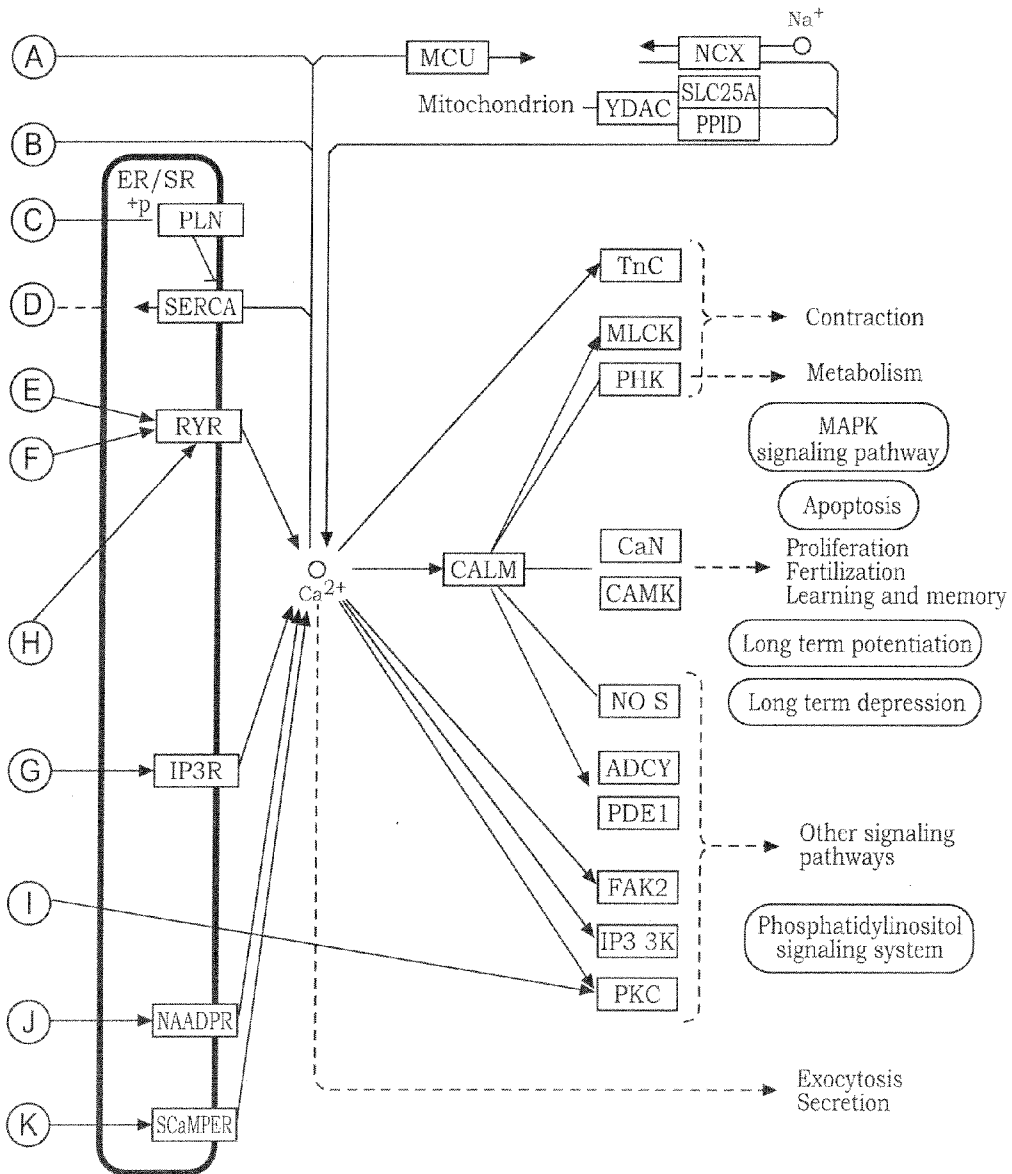 A
MCU
NCX
Na+
Mitochondrion
YDAC
SLC25A
PPID
B
ER/SR
+p
C
PLN
D
SERCA
TnC
MLCK
Contraction
PHK
Metabolism
E
F
RYR
MAPK
signaling pathway
Apoptosis
Ca2+
CALM
CaN
CAMK
Proliferation
Fertilization
Learning and memory
H
Long term potentiation
NO S
Long term depression
G
IP3R
ADCY
PDE1
Other signaling
pathways
FAK2
I
IP3 3K
Phosphatidylinositol
signaling system
PKC
J
NAADPR
Exocytosis
Secretion
K
SCaMPER